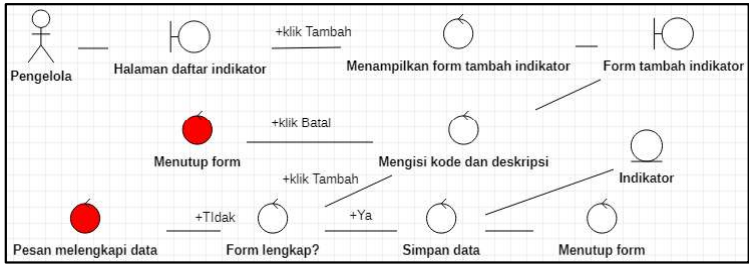 +klik Tambah
Pengelola
Halaman daftar indikator
Menampilkan form tambah indikator
Form tambah indikator
+klik Batal
Menutup form
Mengisi kode dan deskripsi
Indikator
+klik Tambah
+TIdak
+Ya
Pesan melengkapi data
Form lengkap?
Simpan data
Menutup form